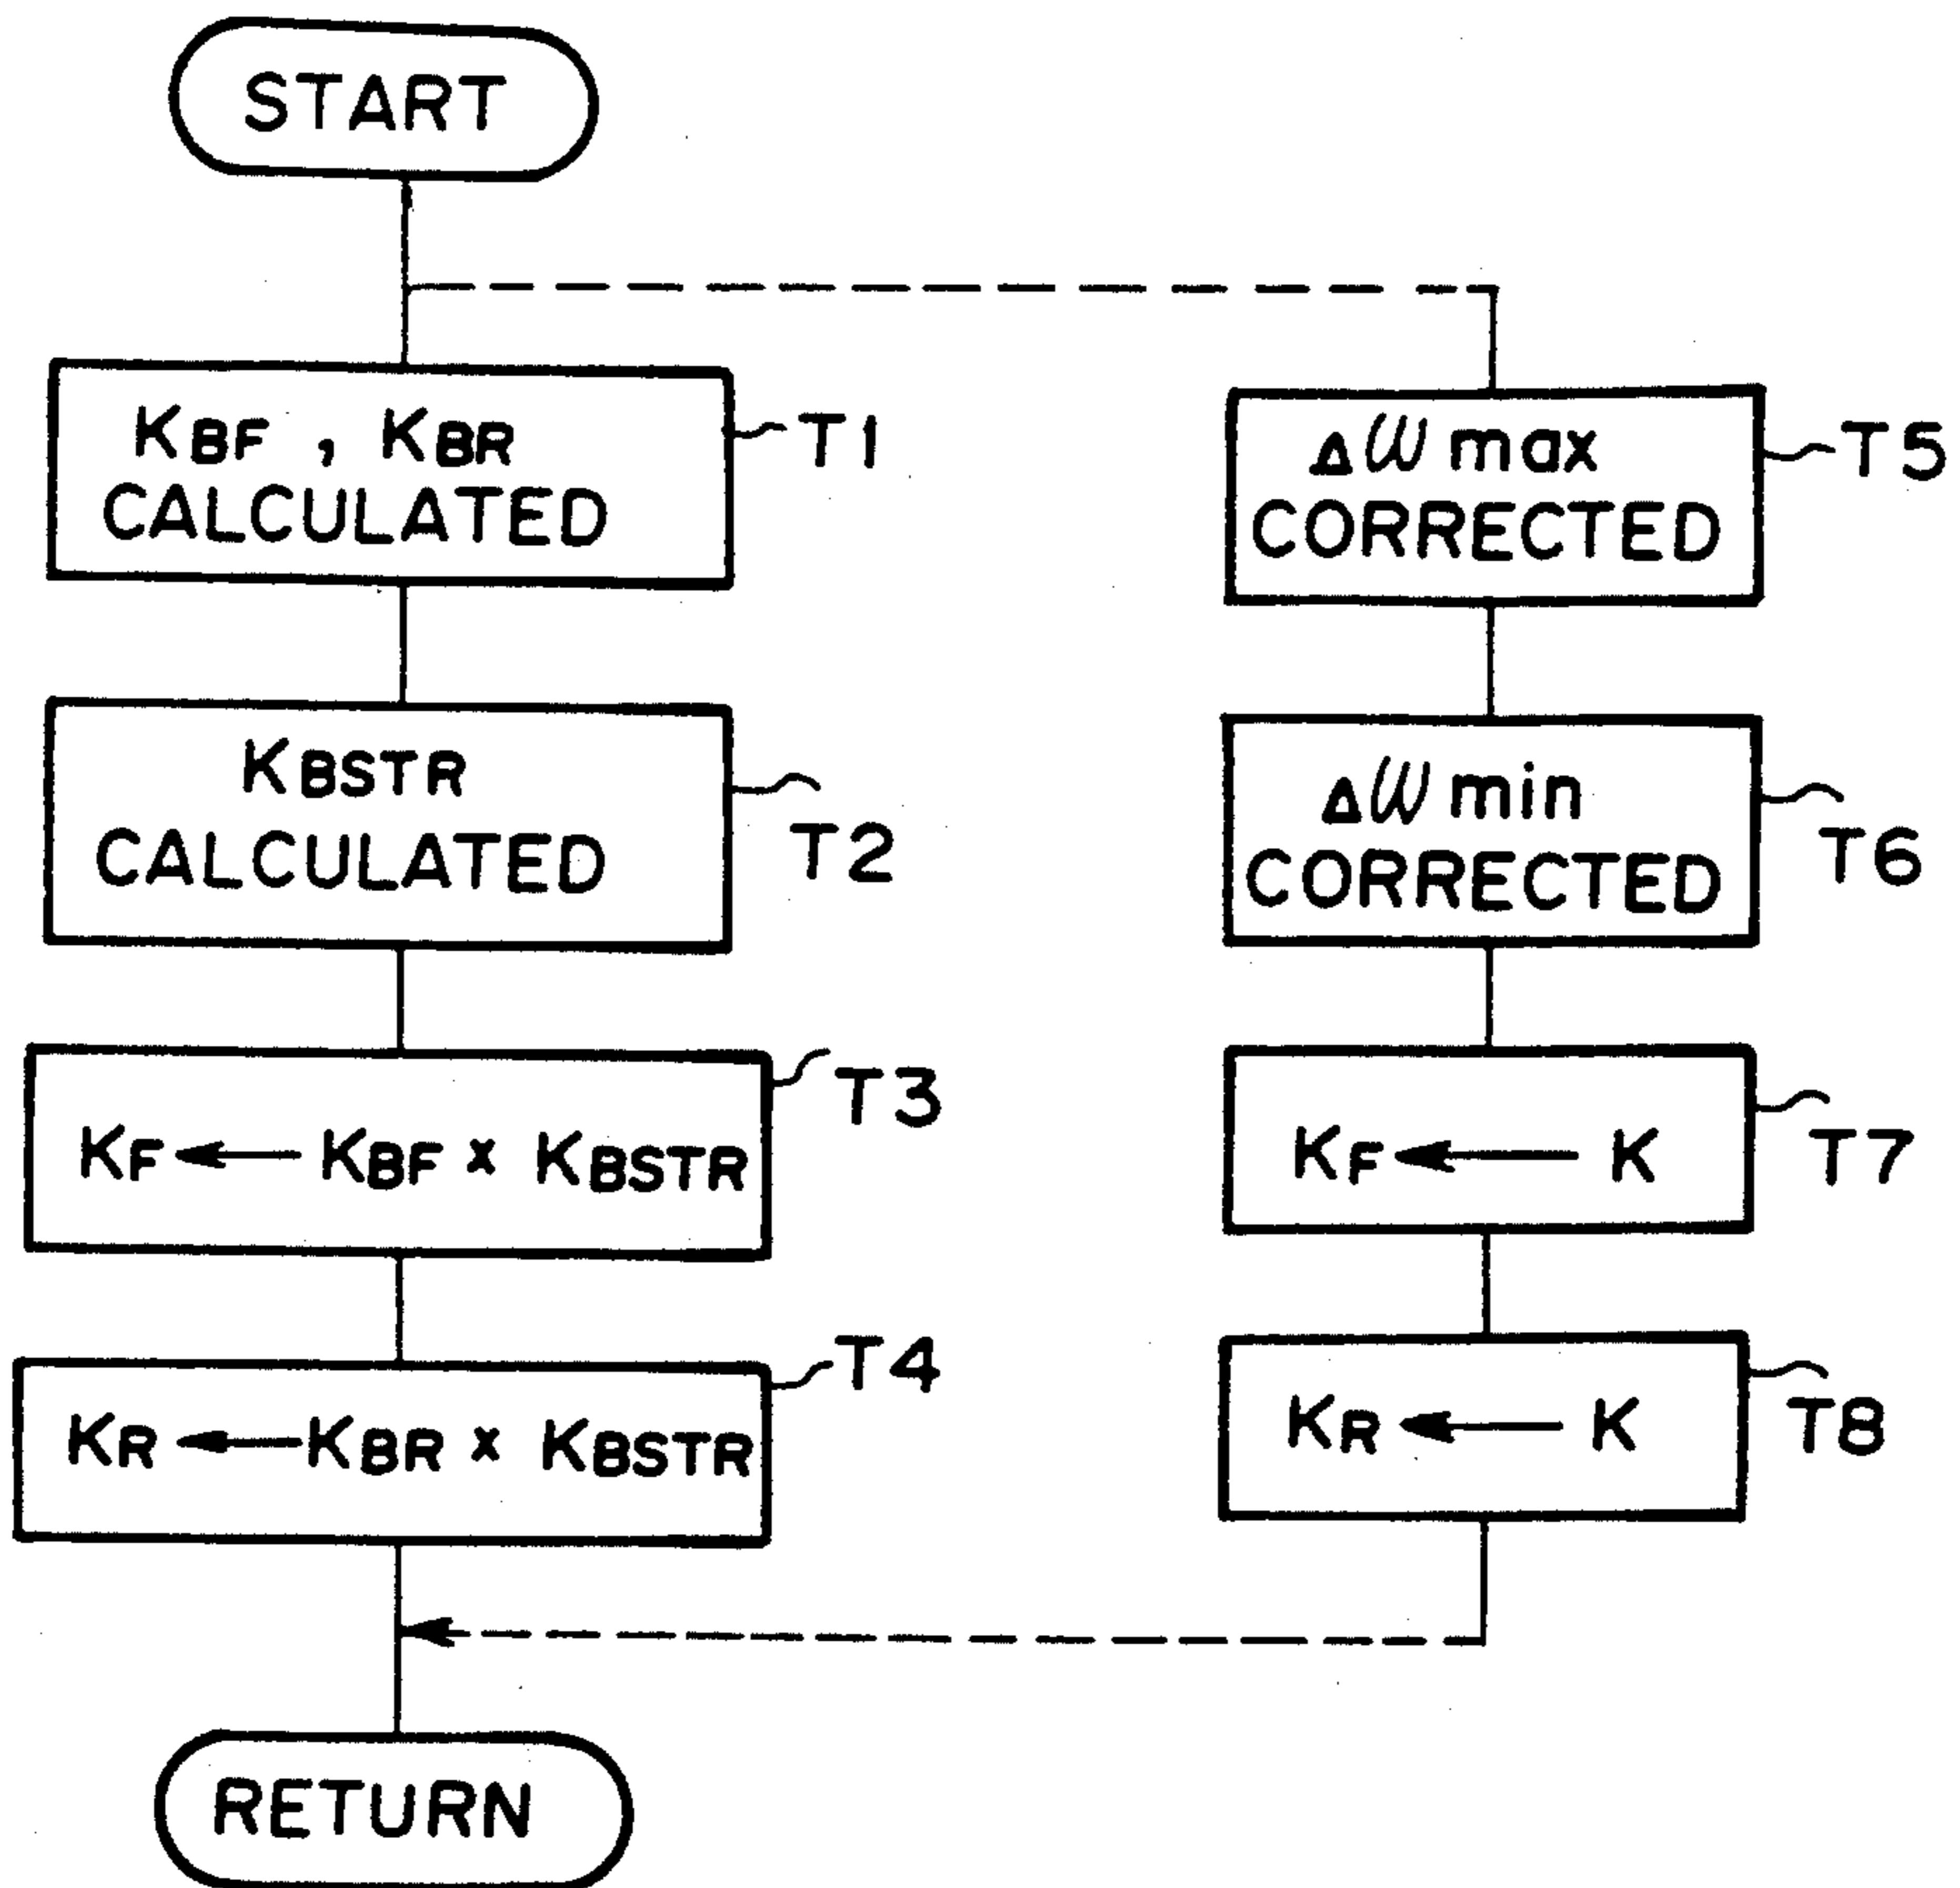 START
KBF , KBR
CALCULATED
T1
KBSTR
CALCULATED
T2
KF ← KBF × KBSTR
T3
KR ← KBR × KBSTR
T4
RETURN
ΔW max
CORRECTED
T5
ΔW min
CORRECTED
T6
KF ← K
T7
KR ← K
T8